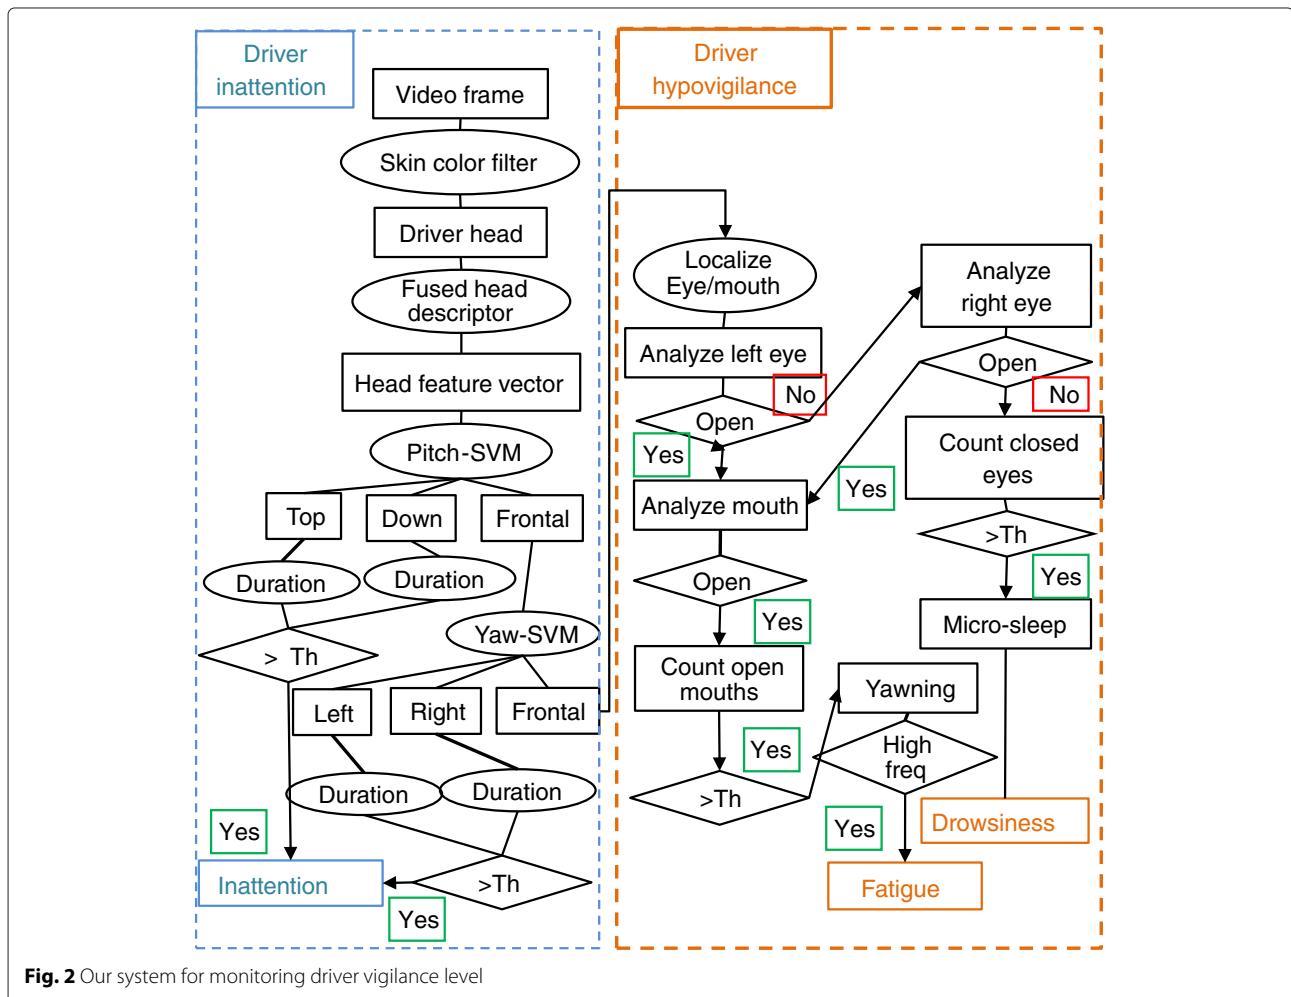 Driver
inattention
Video frame
Skin color filter
Driver head
Fused head
descriptor
Head feature vector
Pitch-SVM
Top
Down
Frontal
Duration
Duration
Yaw-SVM
> Th
Left
Right
Frontal
Duration
Duration
Yes
Inattention
>Th
Yes
Driver
hypovigilance
Localize
Eye/mouth
Analyze left eye
No
Open
Yes
Analyze mouth
Open
Yes
Count open
mouths
Yes
>Th
Analyze
right eye
Open
No
Count closed
eyes
Yes
>Th
Yes
Micro-sleep
Yawning
High
freq
Yes
Drowsiness
Fatigue
Fig. 2 Our system for monitoring driver vigilance level